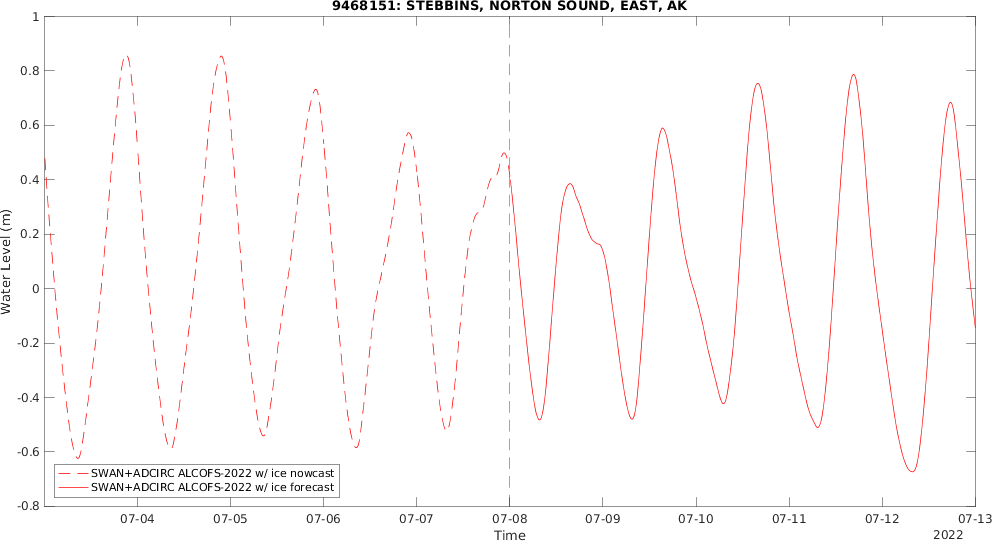 9468151: STEBBINS, NORTON SOUND, EAST, AK
1
0.8
0.6
0.4
0.2
0
-0.2
-0.4
-0.6
-0.8
Water Level (m)
SWAN+ADCIRC ALCOFS-2022 w/ ice nowcast
SWAN+ADCIRC ALCOFS-2022 w/ ice forecast
07-04 07-05 07-06 07-07 07-08 07-09 07-10 07-11 07-12 07-13
Time
2022